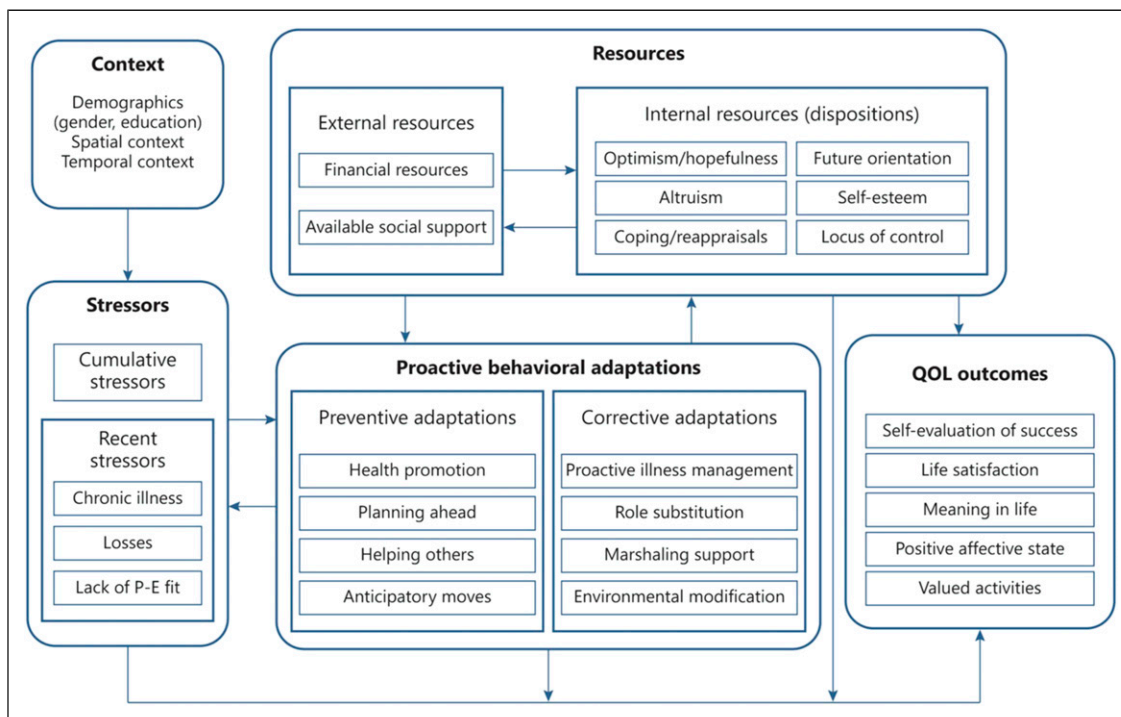 Context
Demographics
(gender, education)
Spatial context
Temporal context
Resources
External resources
Financial resources
Available social support
Internal resources (dispositions)
Optimism/hopefulness
Future orientation
Altruism
Self-esteem
Coping/reappraisals
Locus of control
Stressors
Cumulative
stressors
Recent
stressors
Chronic illness
Losses
Lack of P-E fit
Proactive behavioral adaptations
Preventive adaptations
Health promotion
Planning ahead
Helping others
Anticipatory moves
Corrective adaptations
Proactive illness management
Role substitution
Marshaling support
Environmental modification
QOL outcomes
Self-evaluation of success
Life satisfaction
Meaning in life
Positive affective state
Valued activities